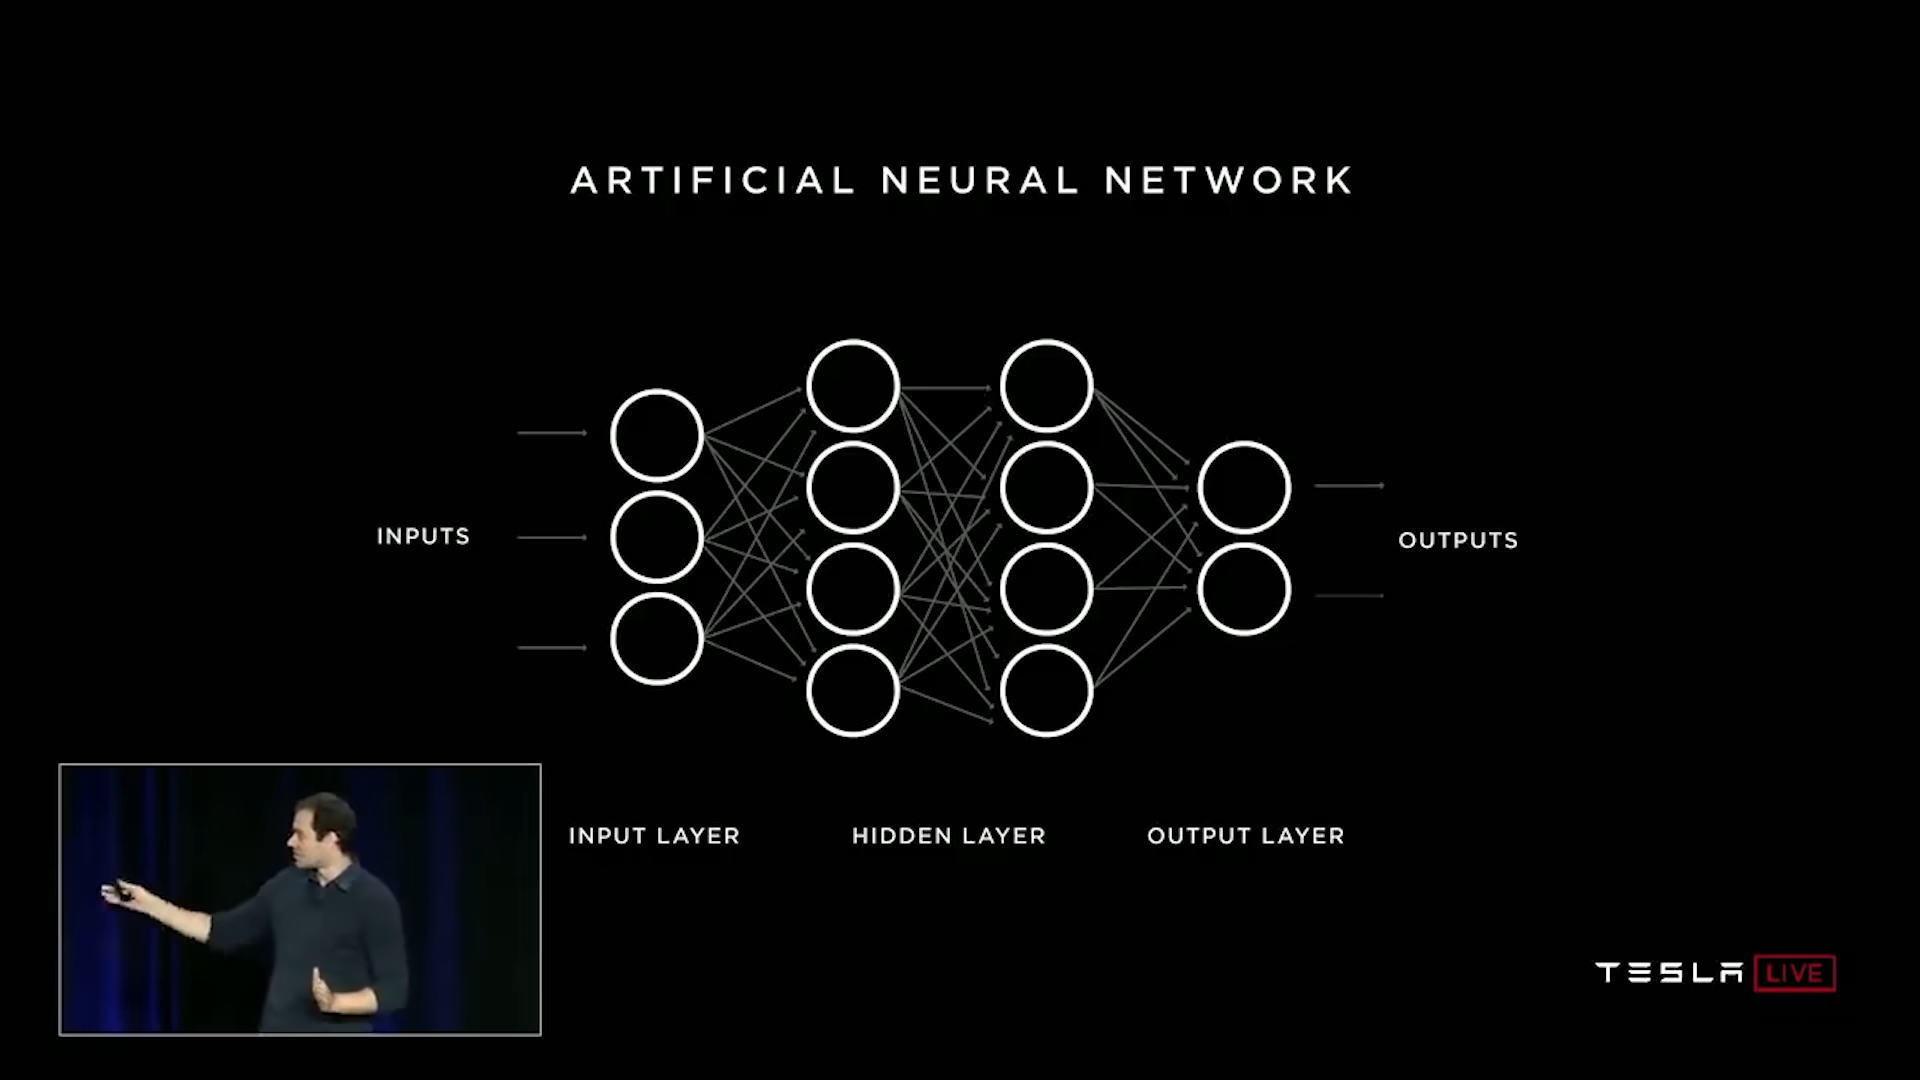 ARTIFICIAL NEURAL NETWORK
INPUTS
OUTPUTS
INPUT LAYER
HIDDEN LAYER
OUTPUT LAYER
TESLA LIVE